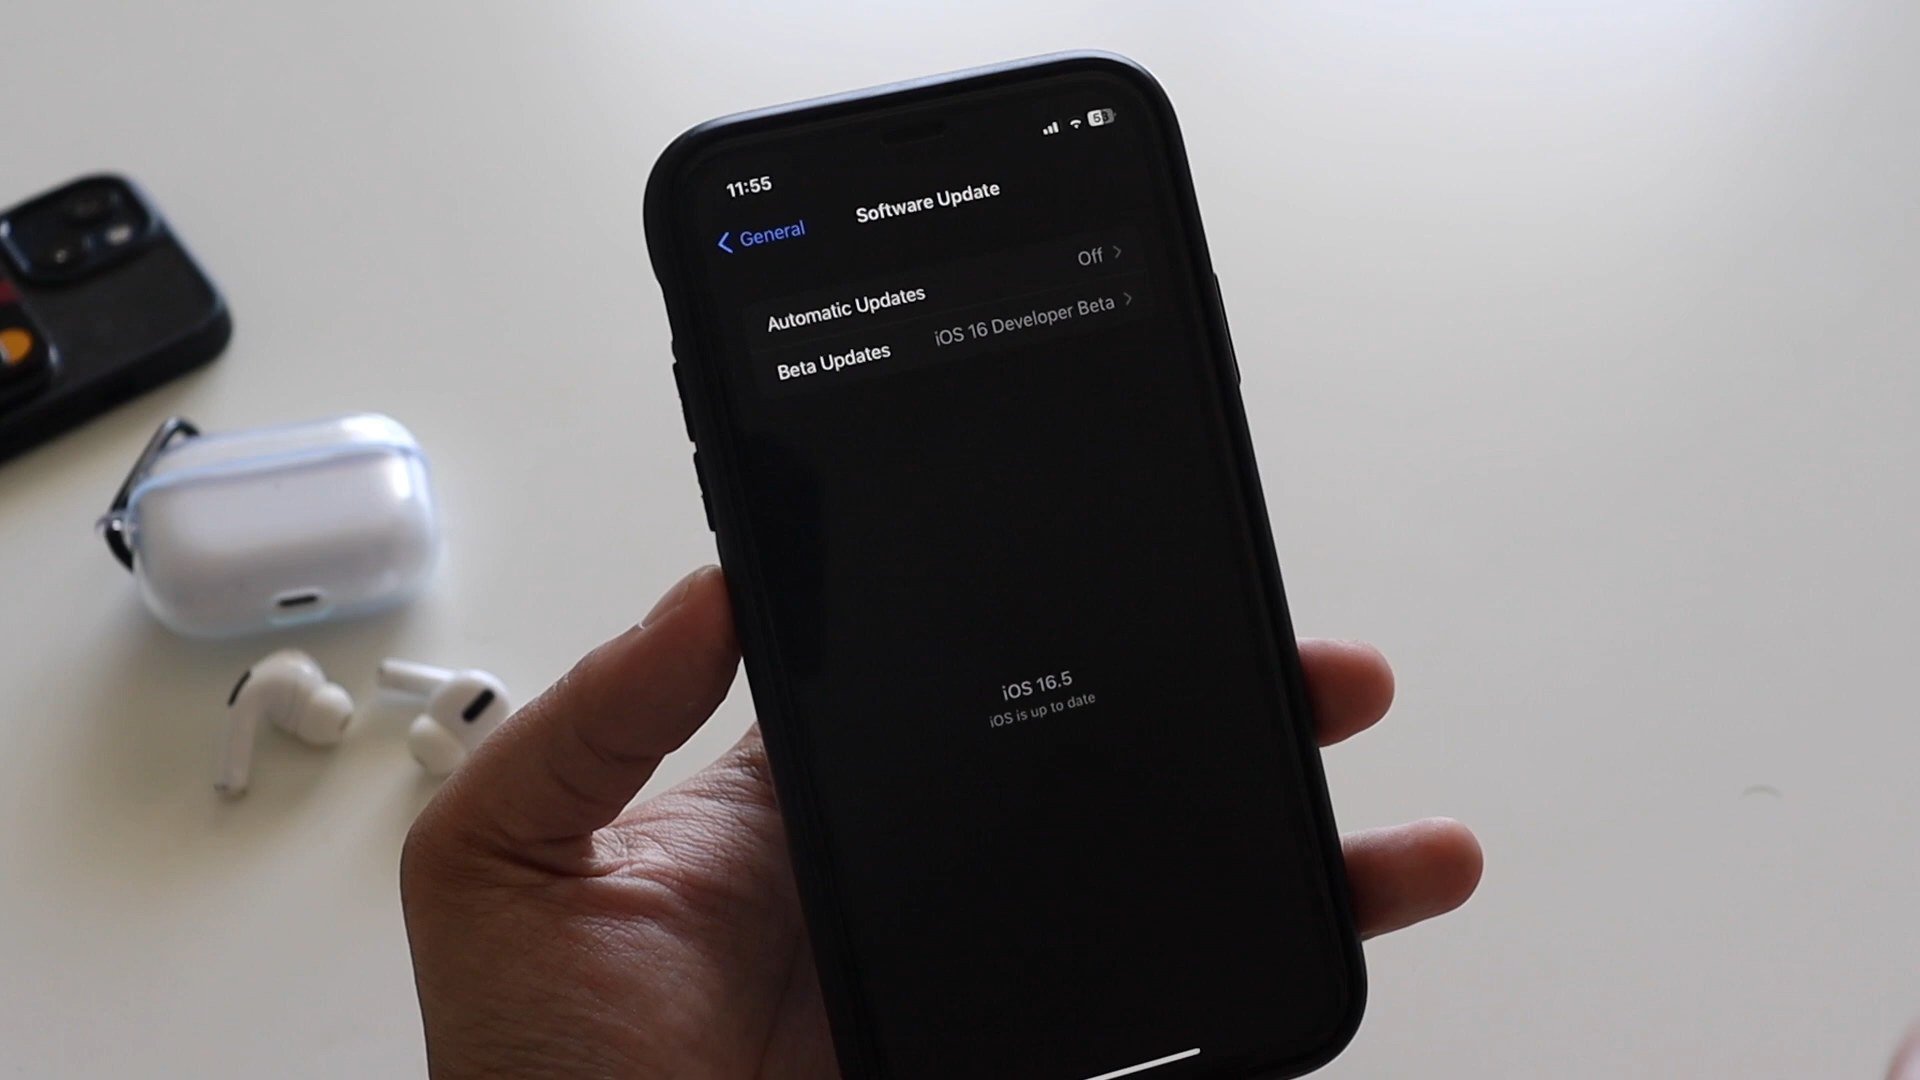 11:55
General
Software Update
Automatic Updates Off
Beta Updates iOS 16 Developer Beta
iOS 16.5
iOS is up to date